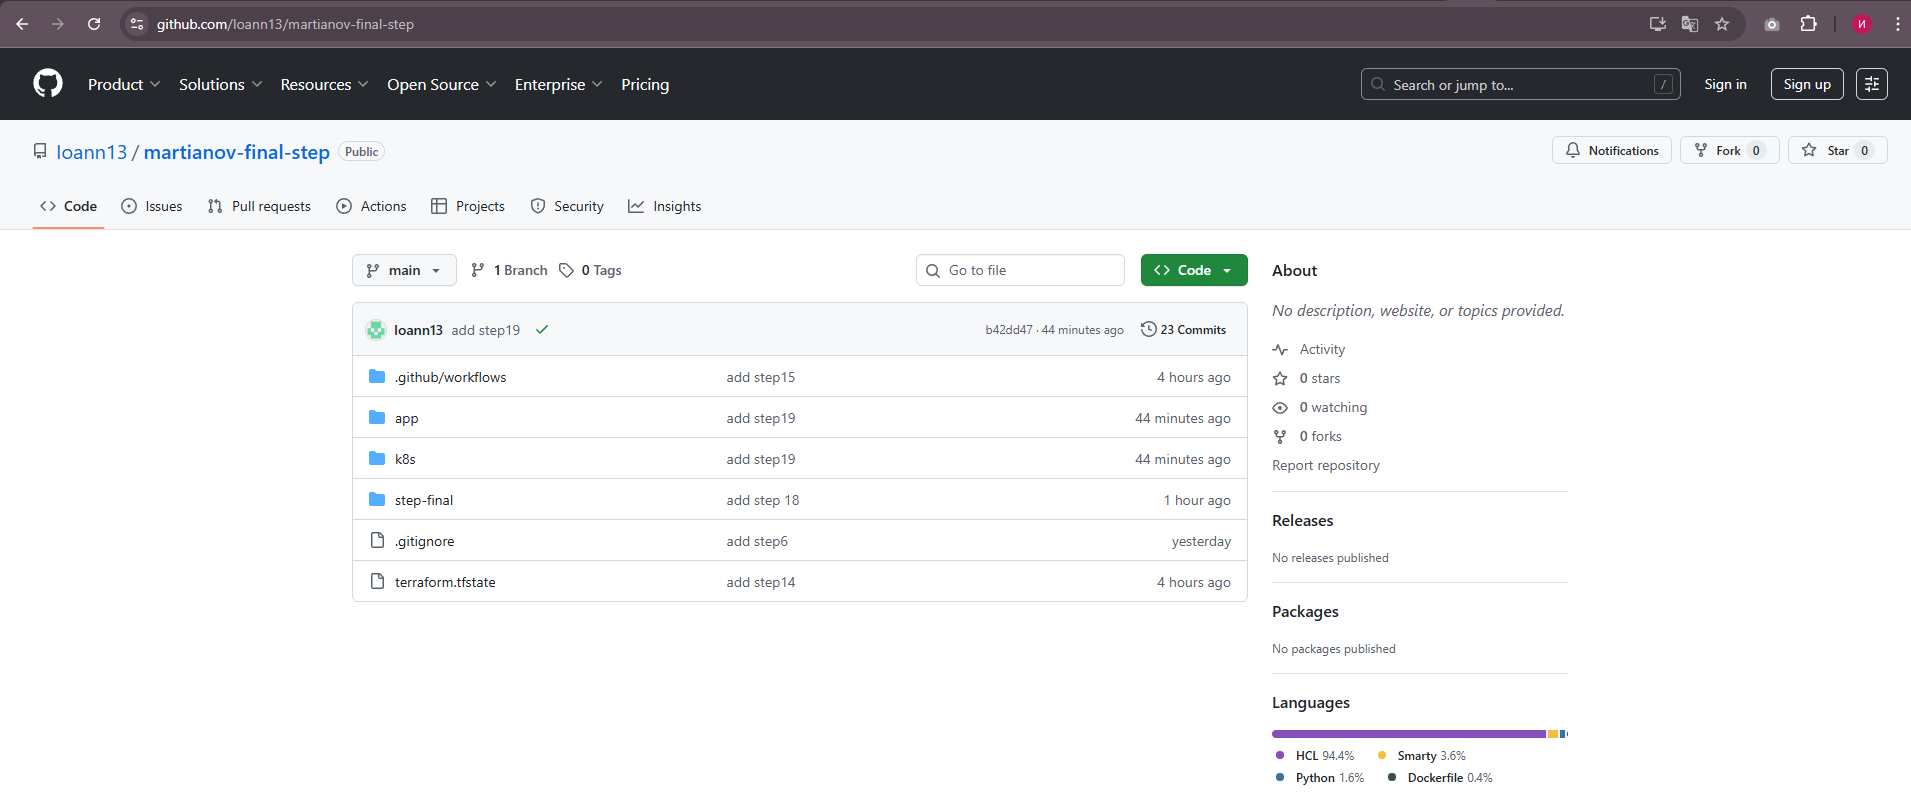 github.com/Ioann13/martianov-final-step
И
Product Solutions Resources Open Source Enterprise Pricing
Search or jump to... /
Sign in
Sign up
Ioann13 / martianov-final-step Public
Notifications
Fork 0
Star 0
Code Issues Pull requests Actions Projects Security Insights
main 1 Branch 0 Tags
Go to file
Code
Ioann13 add step19 b42dd47 · 44 minutes ago 23 Commits
.github/workflows add step15 4 hours ago
app add step19 44 minutes ago
k8s add step19 44 minutes ago
step-final add step 18 1 hour ago
.gitignore add step6 yesterday
terraform.tfstate add step14 4 hours ago
About
No description, website, or topics provided.
Activity
0 stars
0 watching
0 forks
Report repository
Releases
No releases published
Packages
No packages published
Languages
HCL 94.4% Smarty 3.6%
Python 1.6% Dockerfile 0.4%